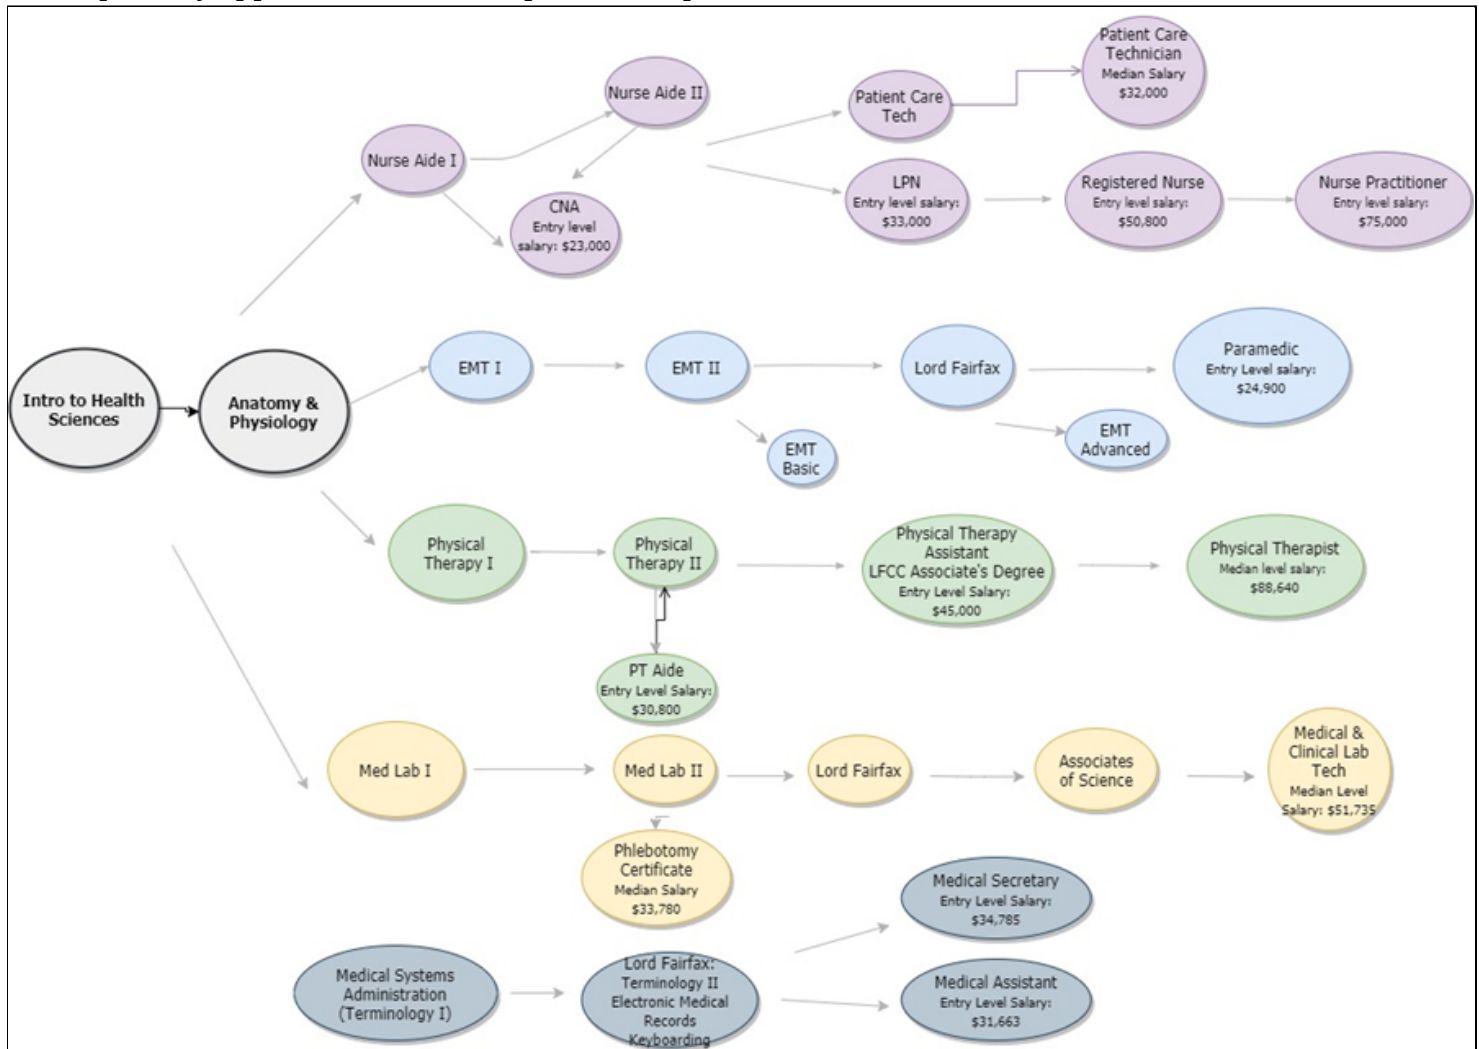 Patient Care
Technician
Median Salary
$32,000
Nurse Aide II
Patient Care
Tech
Nurse Aide I
CNA
Entry level
salary: $23,000
LPN
Entry level salary:
$33,000
Registered Nurse
Entry level salary:
$50,800
Nurse Practitioner
Entry level salary:
$75,000
Intro to Health
Sciences
Anatomy &
Physiology
EMT I
EMT II
Lord Fairfax
Paramedic
Entry Level salary:
$24,900
EMT
Basic
EMT
Advanced
Physical
Therapy I
Physical
Therapy II
Physical Therapy
Assistant
LFCC Associate's Degree
Entry Level Salary:
$45,000
Physical Therapist
Median level salary:
$88,640
PT Aide
Entry Level Salary:
$30,800
Med Lab I
Med Lab II
Lord Fairfax
Associates
of Science
Medical &
Clinical Lab
Tech
Median Level
Salary: $51,735
Phlebotomy
Certificate
Median Salary
$33,780
Medical Secretary
Entry Level Salary:
$34,785
Medical Systems
Administration
(Terminology I)
Lord Fairfax:
Terminology II
Electronic Medical
Records
Keyboarding
Medical Assistant
Entry Level Salary:
$31,663